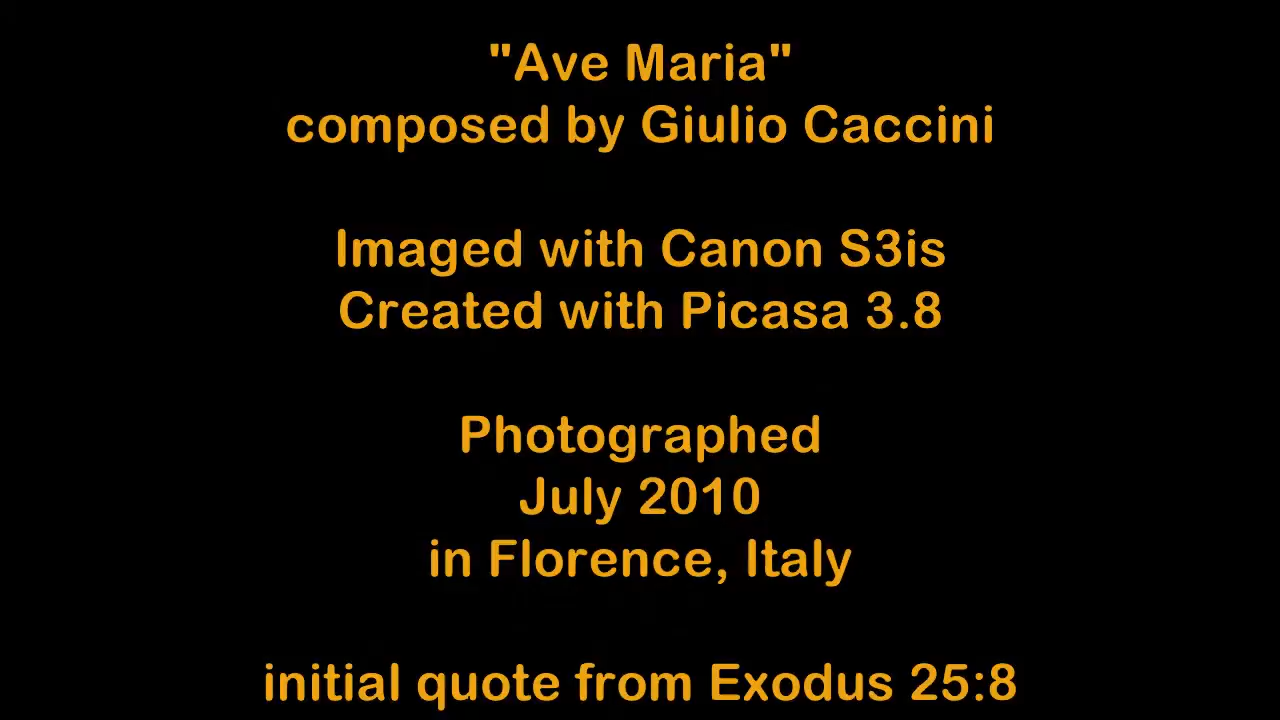 "Ave Maria"
composed by Giulio Caccini
Imaged with Canon S3is
Created with Picasa 3.8
Photographed
July 2010
in Florence, Italy
initial quote from Exodus 25:8